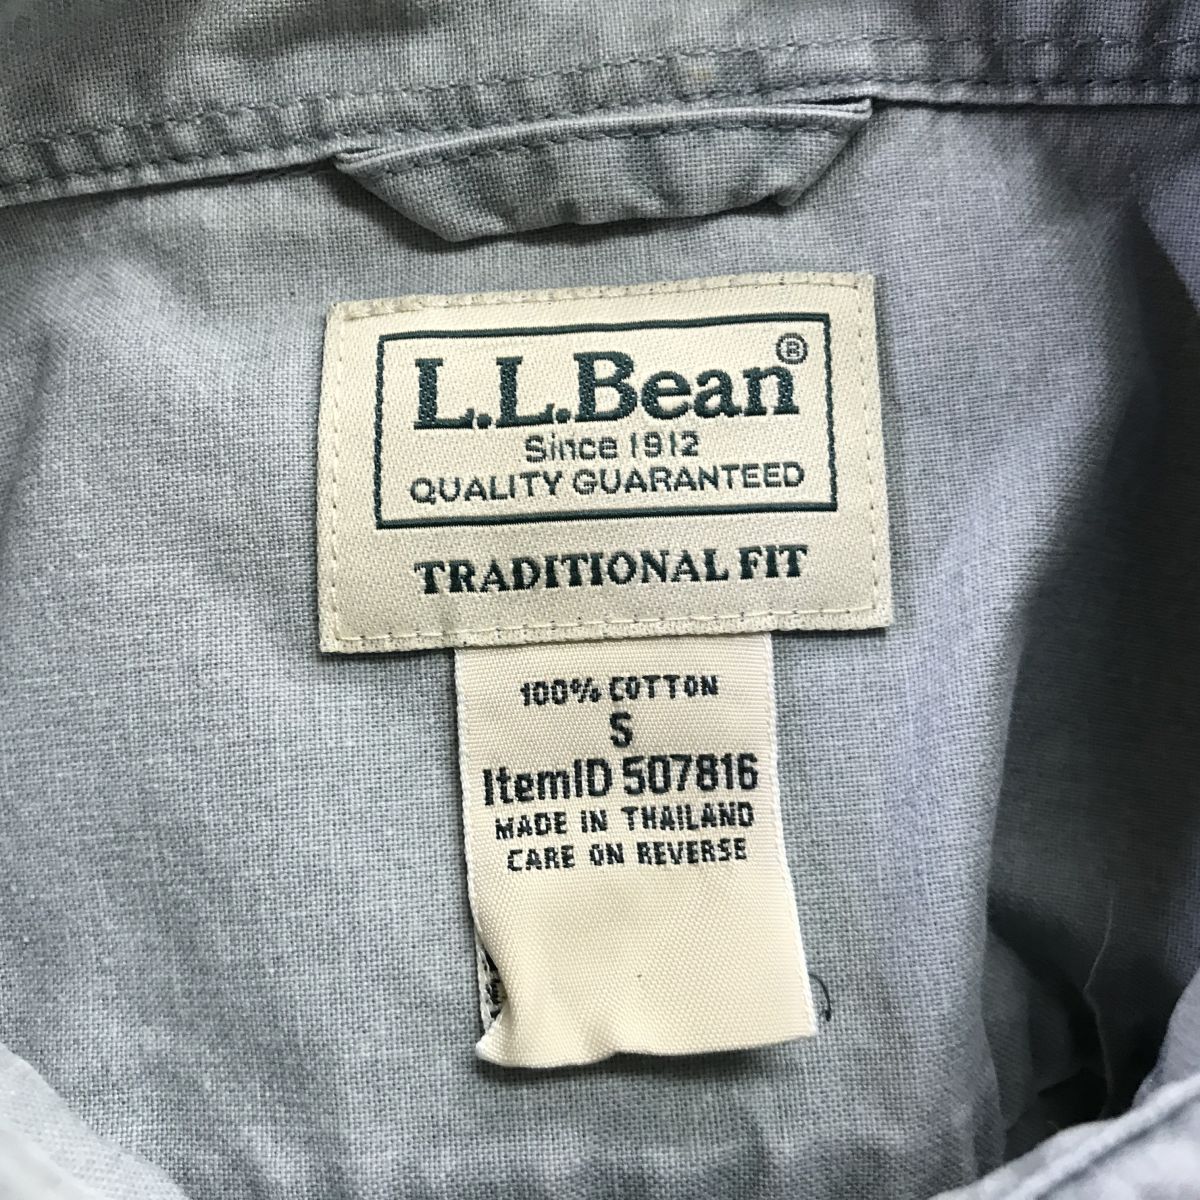 L.L.Bean®
Since 1912
QUALITY GUARANTEED
TRADITIONAL FIT
100% COTTON
S
ItemID 507816
MADE IN THAILAND
CARE ON REVERSE